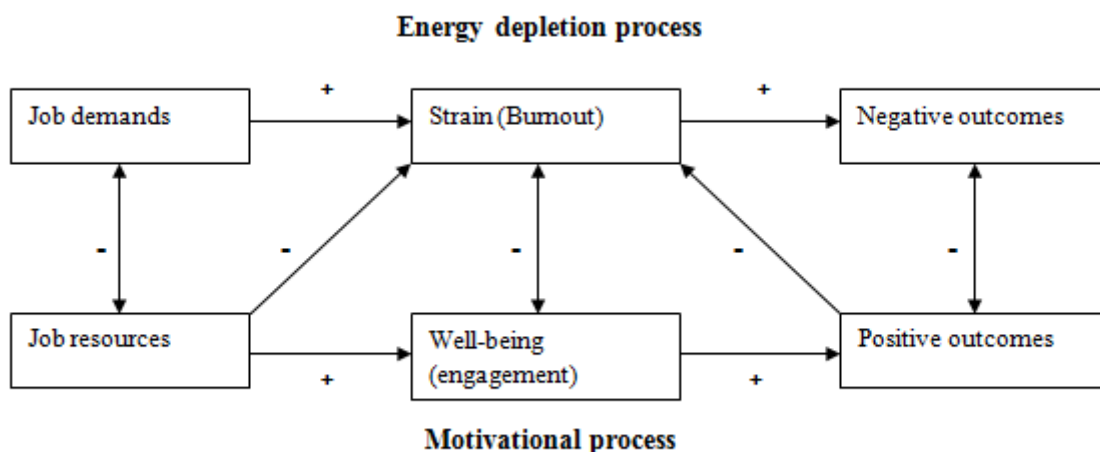 Energy depletion process
+
+
Job demands
Strain (Burnout)
Negative outcomes
-
-
-
-
-
Job resources
Well-being
(engagement)
Positive outcomes
+
+
Motivational process